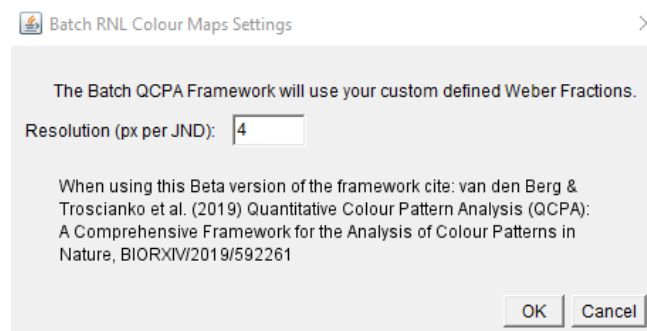 Batch RNL Colour Maps Settings
The Batch QCPA Framework will use your custom defined Weber Fractions.
Resolution (px per JND): 4
When using this Beta version of the framework cite: van den Berg &
Troscianko et al. (2019) Quantitative Colour Pattern Analysis (QCPA):
A Comprehensive Framework for the Analysis of Colour Patterns in
Nature, BIORXIV/2019/592261
OK Cancel